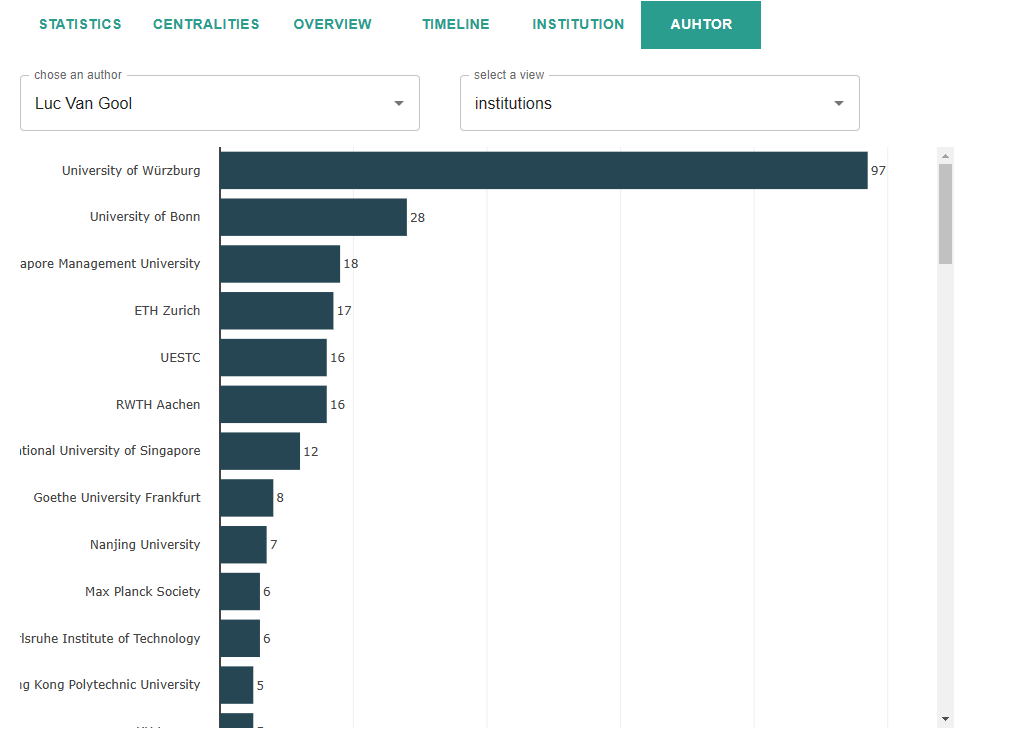 STATISTICS CENTRALITIES OVERVIEW TIMELINE INSTITUTION AUHTOR
chose an author select a view
Luc Van Gool institutions
University of Würzburg 97
University of Bonn 28
apore Management University 18
ETH Zurich 17
UESTC 16
RWTH Aachen 16
tional University of Singapore 12
Goethe University Frankfurt 8
Nanjing University 7
Max Planck Society 6
lsruhe Institute of Technology 6
g Kong Polytechnic University 5